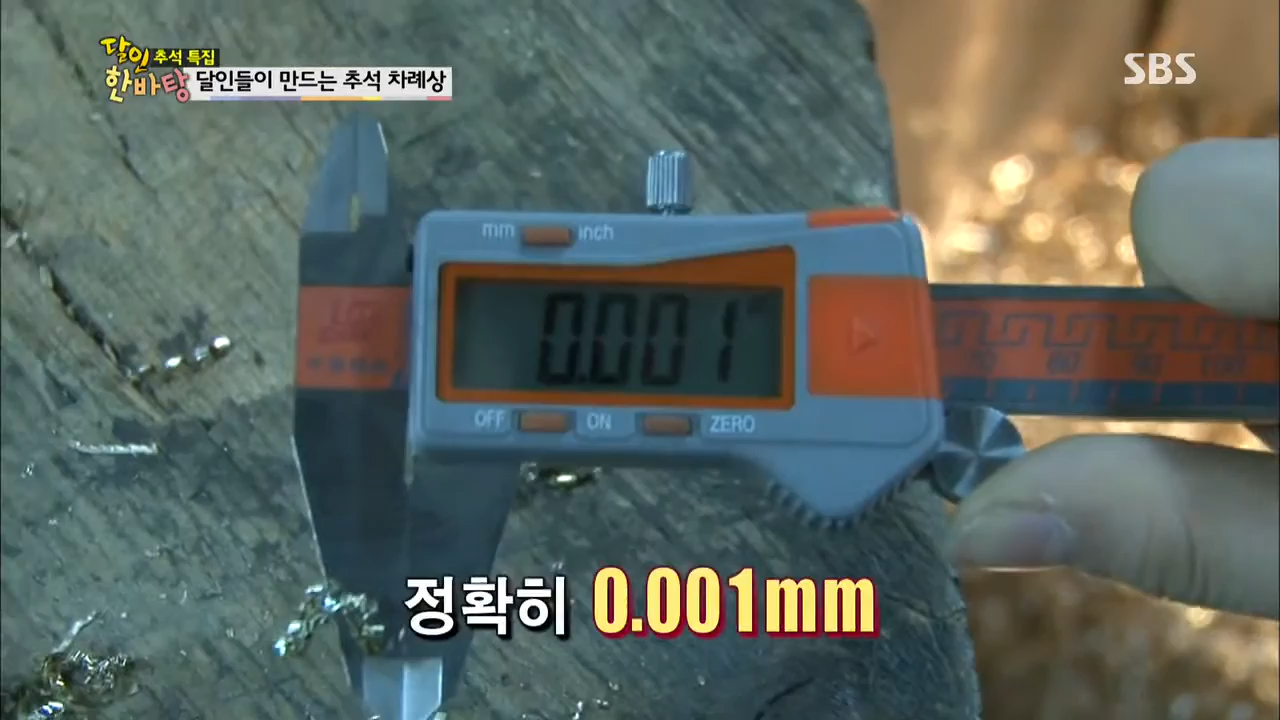 달인 추석 특집
한바탕 달인들이 만드는 추석 차례상
SBS
mm inch
0.001
OFF ON ZERO
정확히 0.001mm